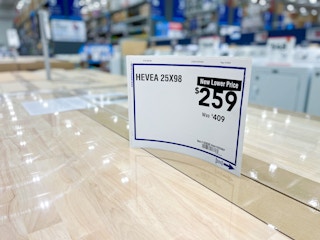 HEVEA 25X98
New Lower Price
$259
Was $409